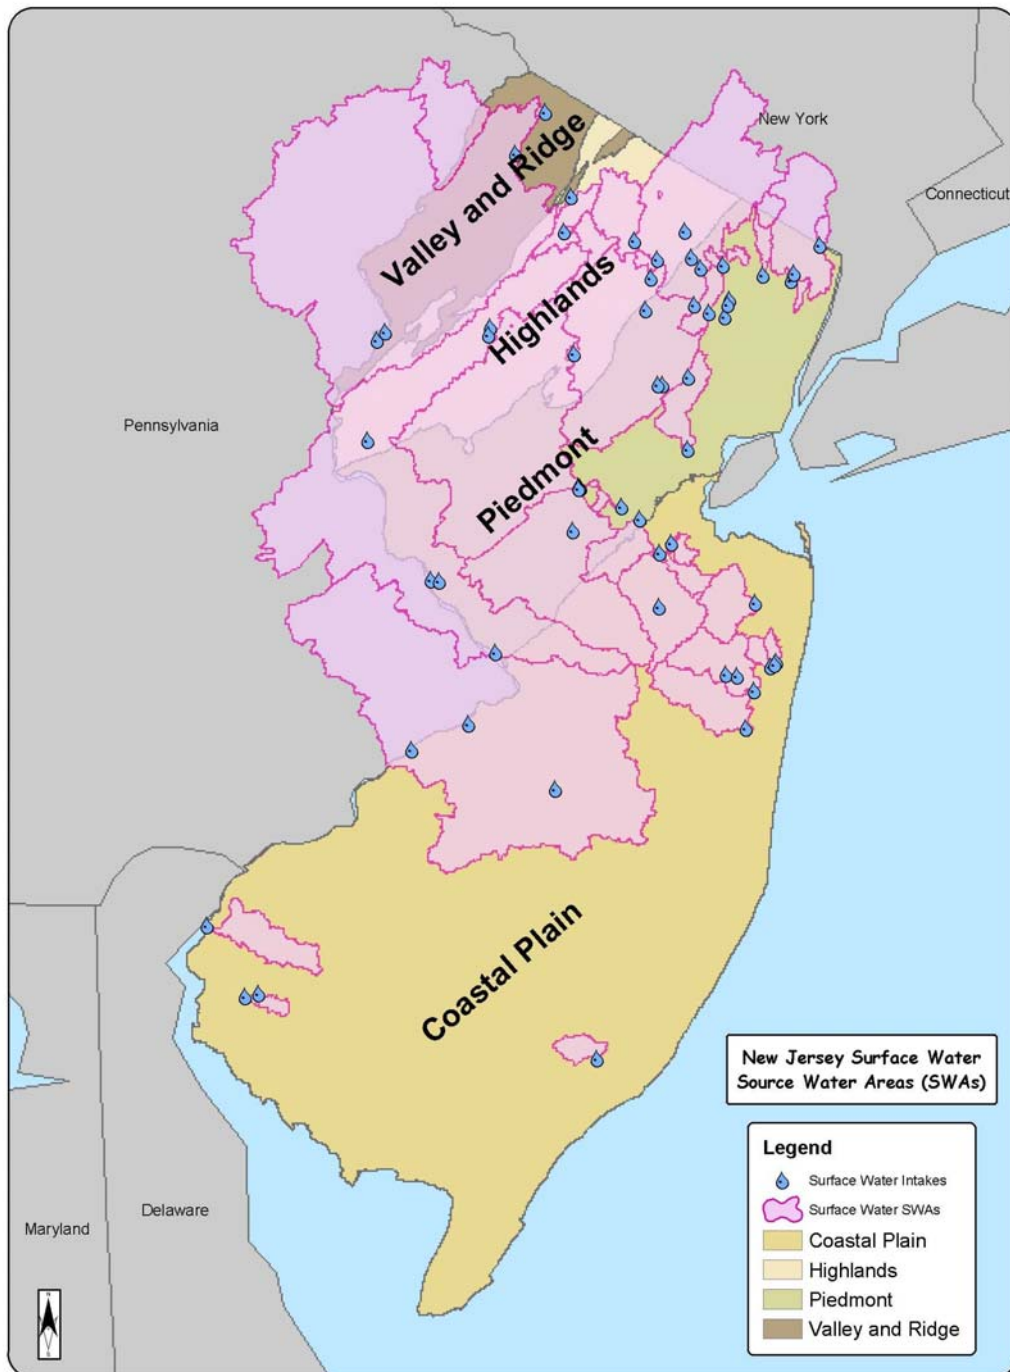 New York
Connecticut
Valley and Ridge
Highlands
Pennsylvania
Piedmont
Coastal Plain
New Jersey Surface Water
Source Water Areas (SWAs)
Legend
Surface Water Intakes
Surface Water SWAs
Coastal Plain
Highlands
Piedmont
Valley and Ridge
Delaware
Maryland
N